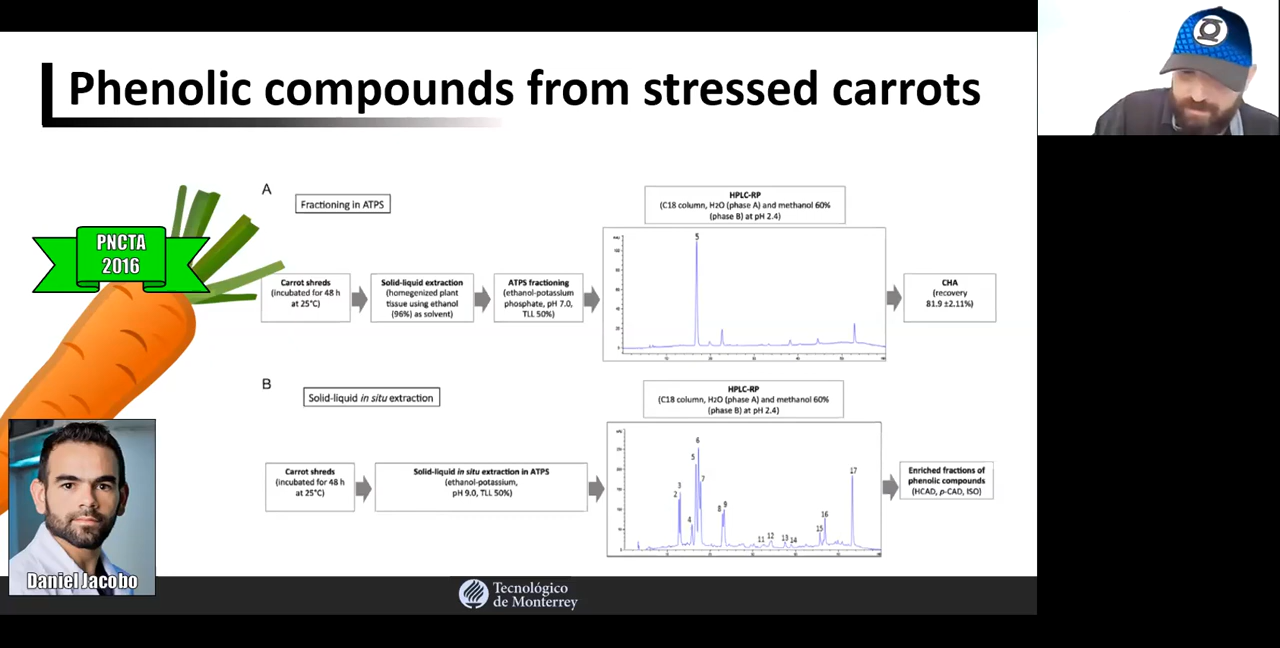 Phenolic compounds from stressed carrots
PNCTA
2016
A
Fractioning in ATPS
Carrot shreds
(incubated for 48 h
at 25°C)
Solid-liquid extraction
(homogenized plant
tissue using ethanol
(96%) as solvent)
ATPS fractioning
(ethanol-potassium
phosphate, pH 7.0,
TLL 50%)
HPLC-RP
(C18 column, H2O (phase A) and methanol 60%
(phase B) at pH 2.4)
5
CHA
(recovery
81.9 ±2.11%)
B
Solid-liquid in situ extraction
Carrot shreds
(incubated for 48 h
at 25°C)
Solid-liquid in situ extraction in ATPS
(ethanol-potassium,
pH 9.0, TLL 50%)
HPLC-RP
(C18 column, H2O (phase A) and methanol 60%
(phase B) at pH 2.4)
2
3
4
5
6
7
8
9
11
12
13
14
15
16
17
Enriched fractions of
phenolic compounds
(HCAD, p-CAD, ISO)
Daniel Jacobo
Tecnológico
de Monterrey